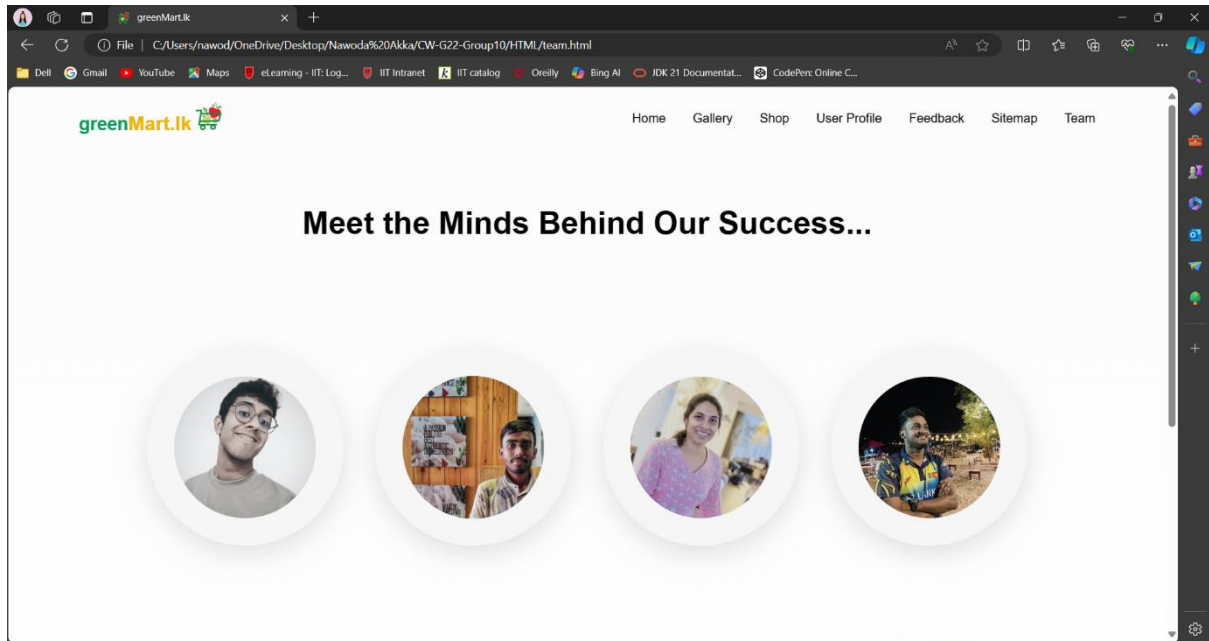 greenMart.lk
File | C:/Users/nawod/OneDrive/Desktop/Nawoda%20Akka/CW-G22-Group10/HTML/team.html
Dell Gmail YouTube Maps eLearning - IIT: Log... IIT Intranet IIT catalog Oreilly Bing AI JDK 21 Documentat... CodePen: Online C...
greenMart.lk Home Gallery Shop User Profile Feedback Sitemap Team
Meet the Minds Behind Our Success...